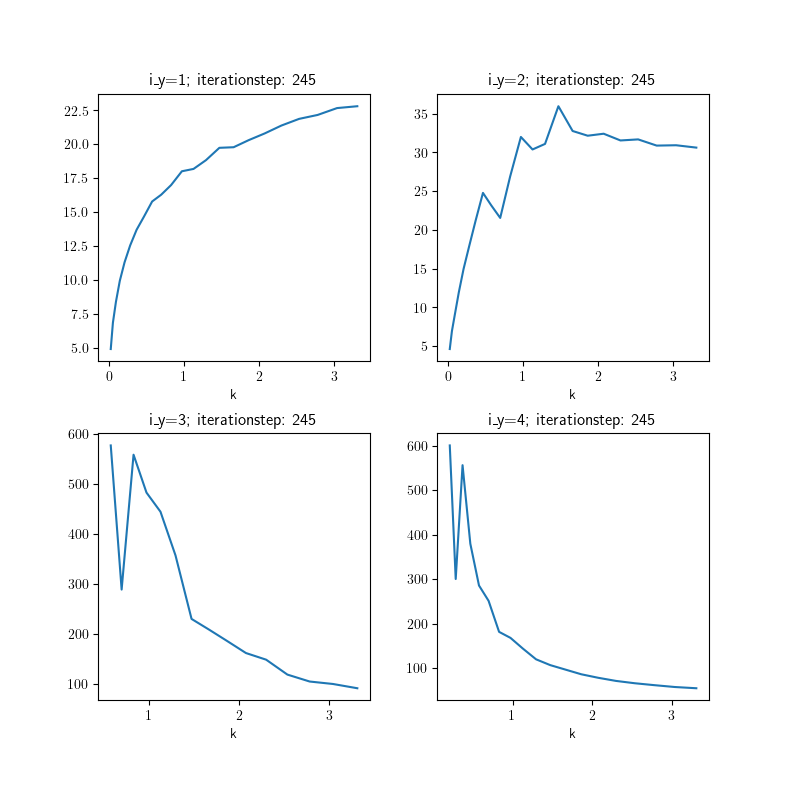 i_y=1; iterationstep: 245
22.5
20.0
17.5
15.0
12.5
10.0
7.5
5.0
0 1 2 3
k
i_y=2; iterationstep: 245
35
30
25
20
15
10
5
0 1 2 3
k
i_y=3; iterationstep: 245
600
500
400
300
200
100
1 2 3
k
i_y=4; iterationstep: 245
600
500
400
300
200
100
1 2 3
k